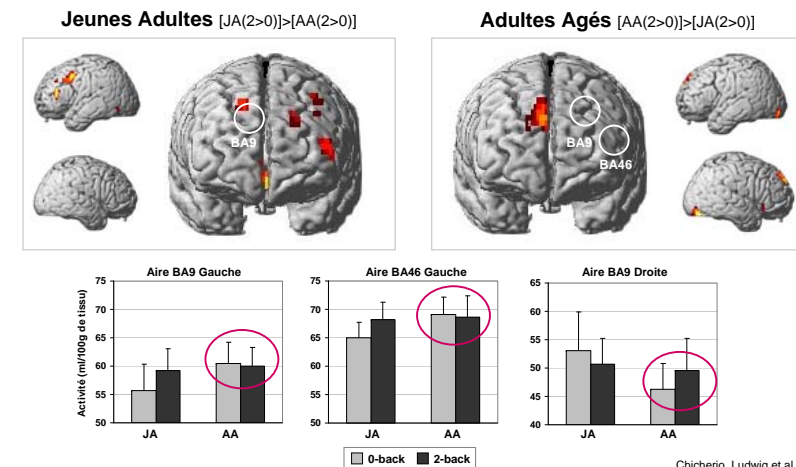 Jeunes Adultes [JA(2>0)]>[AA(2>0)]
Adultes Agés [AA(2>0)]>[JA(2>0)]
BA9
BA9
BA46
Aire BA9 Gauche
Activité (ml/100g de tissu)
75
70
65
60
55
50
JA
AA
Aire BA46 Gauche
75
70
65
60
55
50
JA
AA
Aire BA9 Droite
65
60
55
50
45
40
JA
AA
0-back 2-back
Chicherio, Ludwig et al